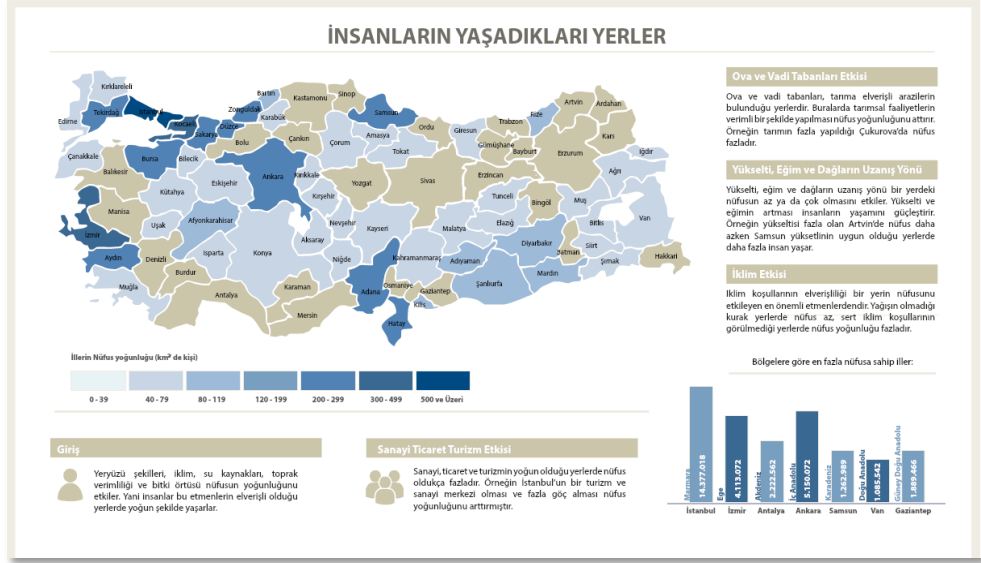 İNSANLARIN YAŞADIKLARI YERLER
Kırklareleli
Edirne
Tekirdağ
İstanbul
Kocaeli
Sakarya
Düzce
Zonguldak
Bartın
Karabük
Kastamonu
Sinop
Samsun
Ordu
Giresun
Trabzon
Rize
Artvin
Ardahan
Kars
Iğdır
Çanakkale
Balıkesir
Bursa
Bilecik
Bolu
Çankırı
Çorum
Amasya
Tokat
Gümüşhane
Bayburt
Erzurum
Ağrı
Kütahya
Eskişehir
Ankara
Kırıkkale
Yozgat
Sivas
Erzincan
Tunceli
Bingöl
Muş
Manisa
Uşak
Afyonkarahisar
Kırşehir
Nevşehir
Kayseri
Malatya
Elazığ
Bitlis
Van
İzmir
Aydın
Denizli
Isparta
Konya
Aksaray
Niğde
Kahramanmaraş
Adıyaman
Diyarbakır
Batman
Siirt
Şırnak
Hakkari
Muğla
Burdur
Antalya
Karaman
Mersin
Adana
Osmaniye
Gaziantep
Kilis
Şanlıurfa
Mardin
Hatay
İllerin Nüfus yoğunluğu (km² de kişi)
0 - 39
40 - 79
80 - 119
120 - 199
200 - 299
300 - 499
500 ve Üzeri
Giriş
Yeryüzü şekilleri, iklim, su kaynakları, toprak
verimliliği ve bitki örtüsü nüfusun yoğunluğunu
etkiler. Yani insanlar bu etmenlerin elverişli olduğu
yerlerde yoğun şekilde yaşarlar.
Sanayi Ticaret Turizm Etkisi
Sanayi, ticaret ve turizmin yoğun olduğu yerlerde nüfus
oldukça fazladır. Örneğin İstanbul'un bir turizm ve
sanayi merkezi olması ve fazla göç alması nüfus
yoğunluğunu arttırmıştır.
Ova ve Vadi Tabanları Etkisi
Ova ve vadi tabanları, tarıma elverişli arazilerin
bulunduğu yerlerdir. Buralarda tarımsal faaliyetlerin
verimli bir şekilde yapılması nüfus yoğunluğunu attırır.
Örneğin tarımın fazla yapıldığı Çukurova'da nüfus
fazladır.
Yükselti, Eğim ve Dağların Uzanış Yönü
Yükselti, eğim ve dağların uzanış yönü bir yerdeki
nüfusun az ya da çok olmasını etkiler. Yükselti ve
eğimin artması insanların yaşamını güçleştirir.
Örneğin yükseltisi fazla olan Artvin'de nüfus daha
azken Samsun yükseltinin uygun olduğu yerlerde
daha fazla insan yaşar.
İklim Etkisi
Iklim koşullarının elverişliliği bir yerin nüfusunu
etkileyen en önemli etmenlerdendir. Yağışın olmadığı
kurak yerlerde nüfus az, sert iklim koşullarının
görülmediği yerlerde nüfus yoğunluğu fazladır.
Bölgelere göre en fazla nüfusa sahip iller:
Marmara
14.377.018
Ege
4.113.072
Akdeniz
2.222.562
İç Anadolu
5.150.072
Karadeniz
1.262.989
Doğu Anadolu
1.085.542
Güney Doğu Anadolu
1.889.466
İstanbul
İzmir
Antalya
Ankara
Samsun
Van
Gaziantep